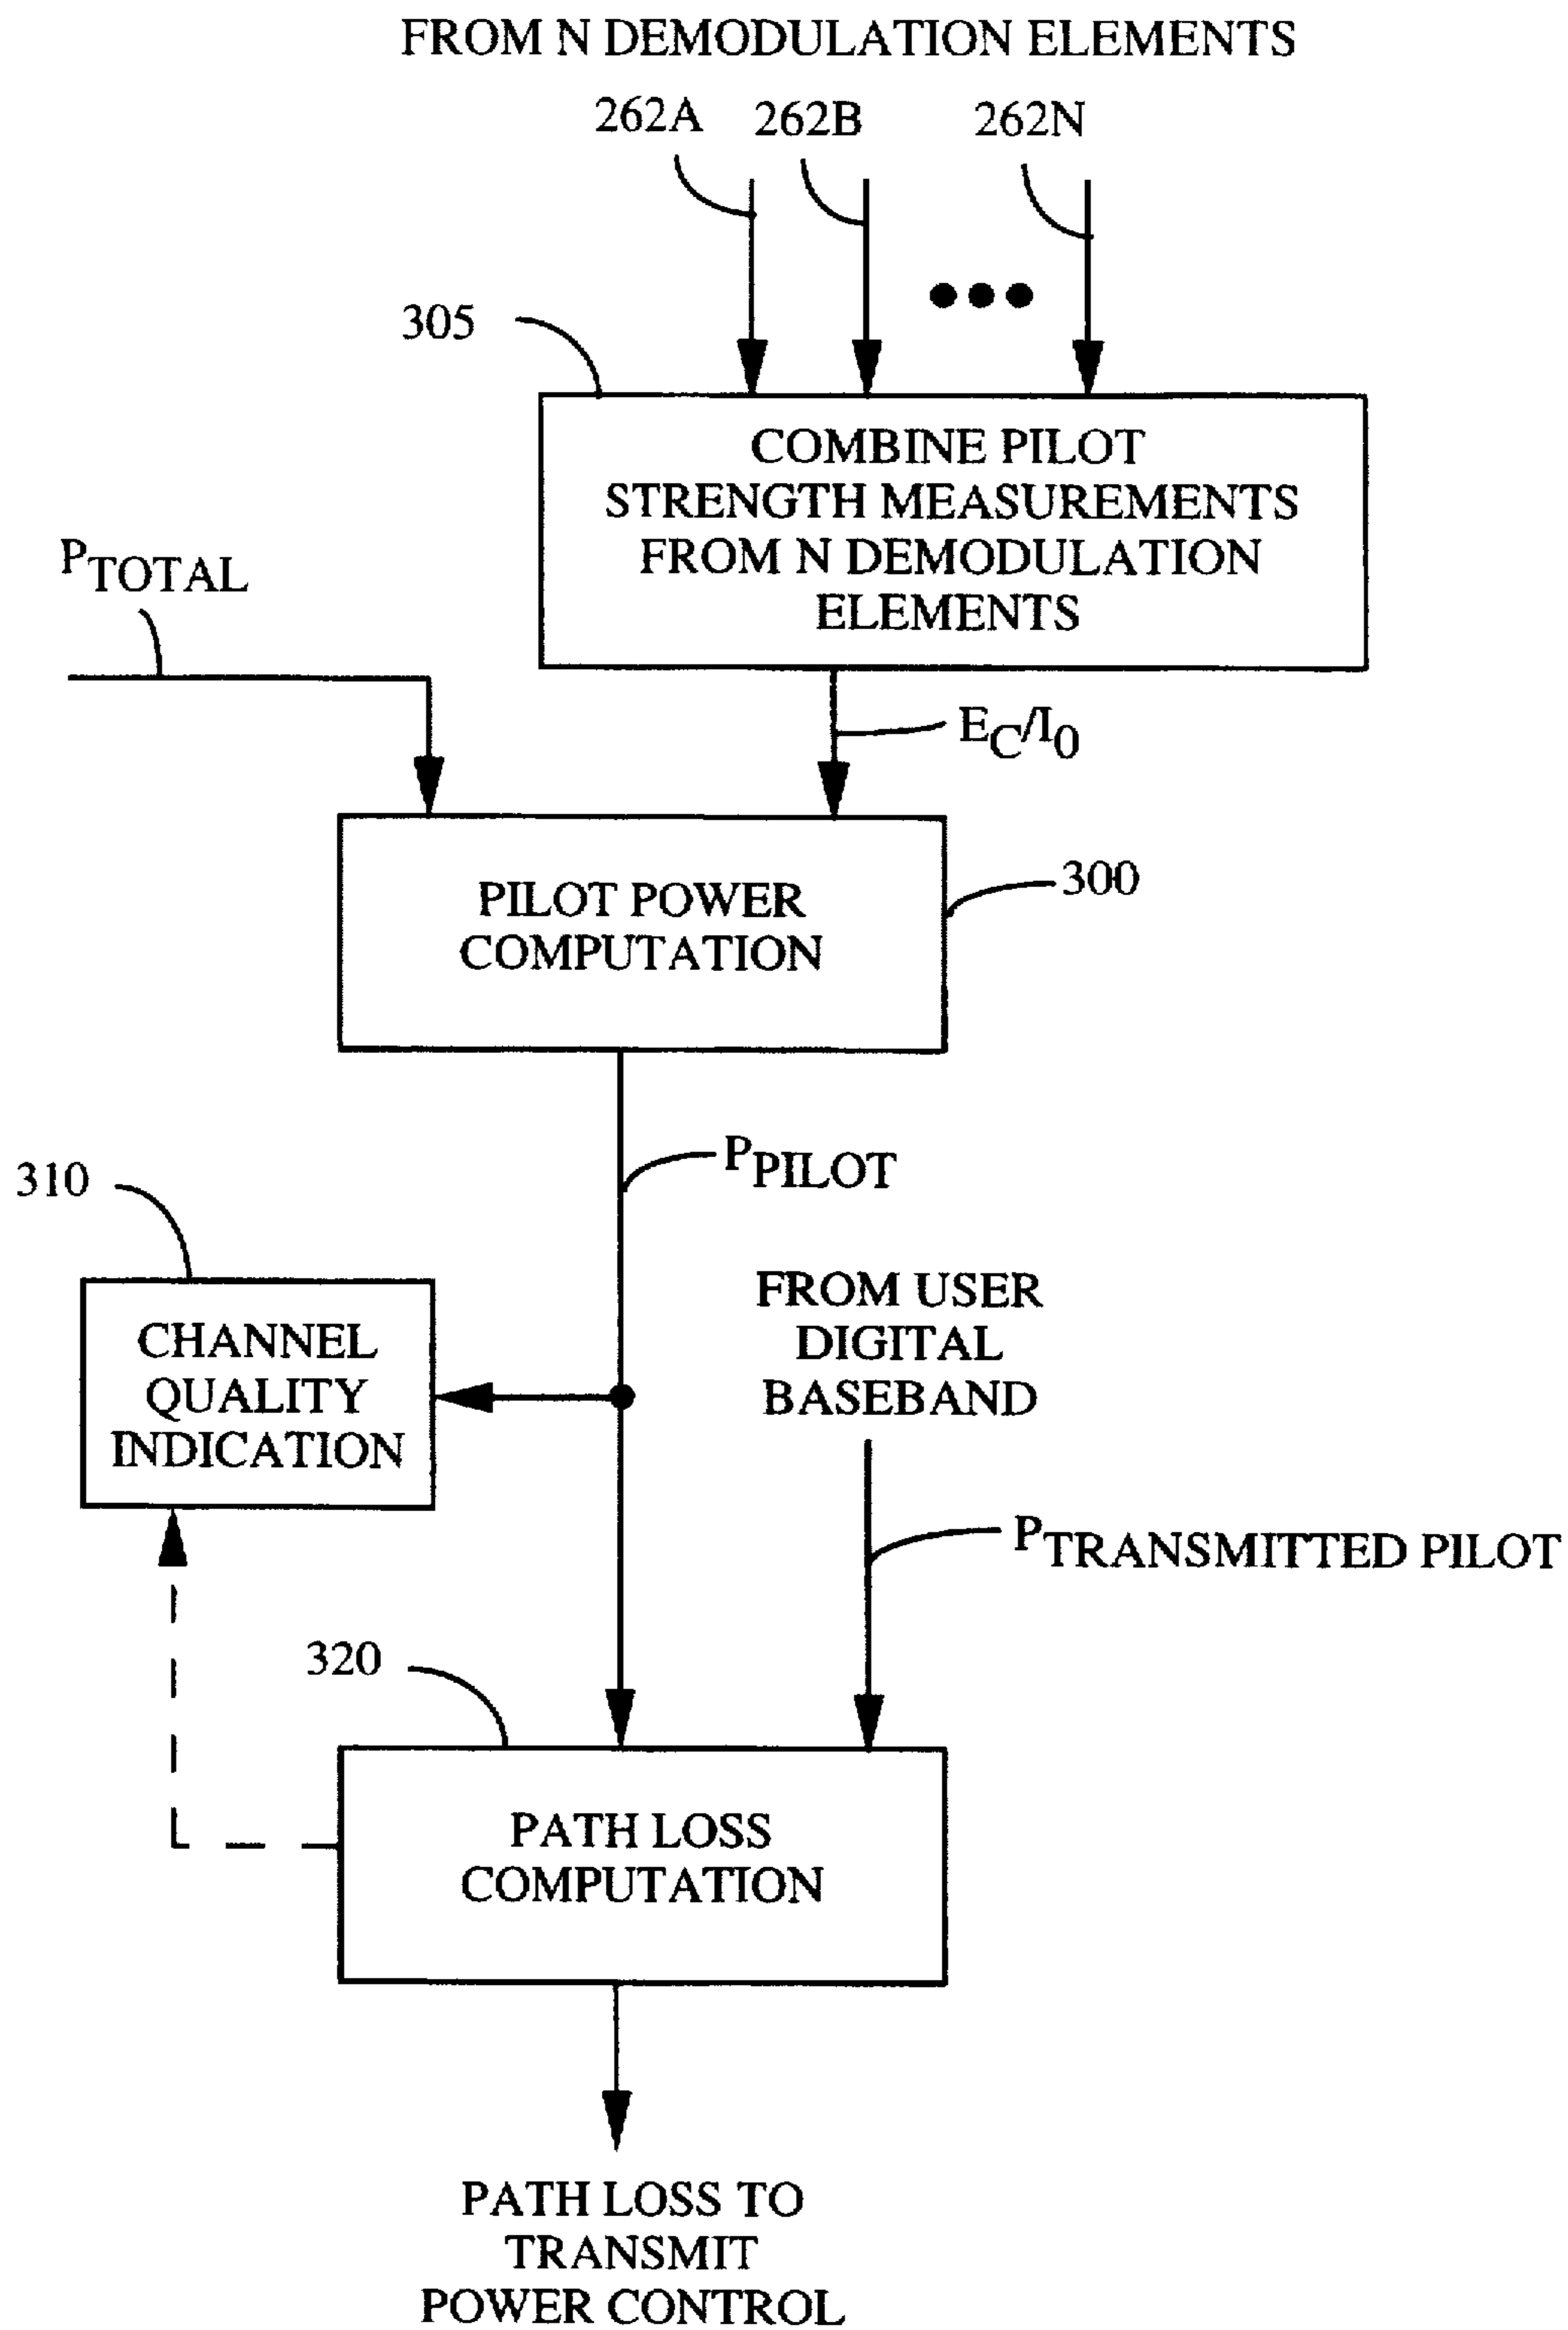 FROM N DEMODULATION ELEMENTS
262A 262B 262N
305
COMBINE PILOT
STRENGTH MEASUREMENTS
FROM N DEMODULATION
ELEMENTS
PTOTAL
EC/I0
PILOT POWER
COMPUTATION
300
PPILOT
310
CHANNEL
QUALITY
INDICATION
FROM USER
DIGITAL
BASEBAND
PTRANSMITTED PILOT
320
PATH LOSS
COMPUTATION
PATH LOSS TO
TRANSMIT
POWER CONTROL